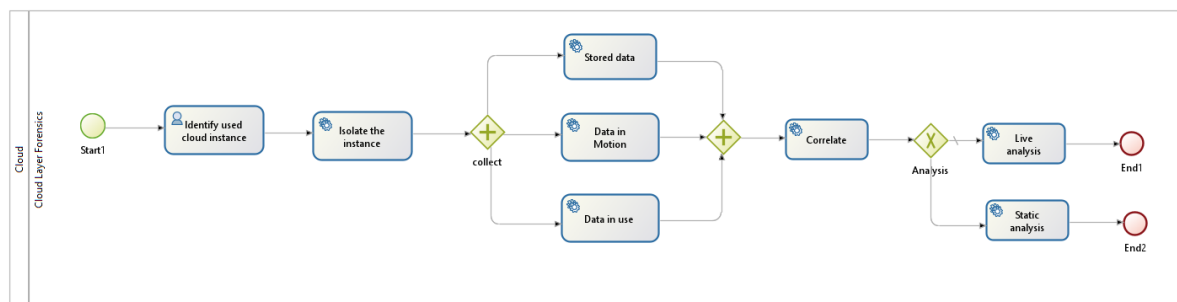 Cloud
Cloud Layer Forensics
Start1
Identify used
cloud instance
Isolate the
instance
collect
Stored data
Data in
Motion
Data in use
Correlate
Analysis
Live
analysis
End1
Static
analysis
End2